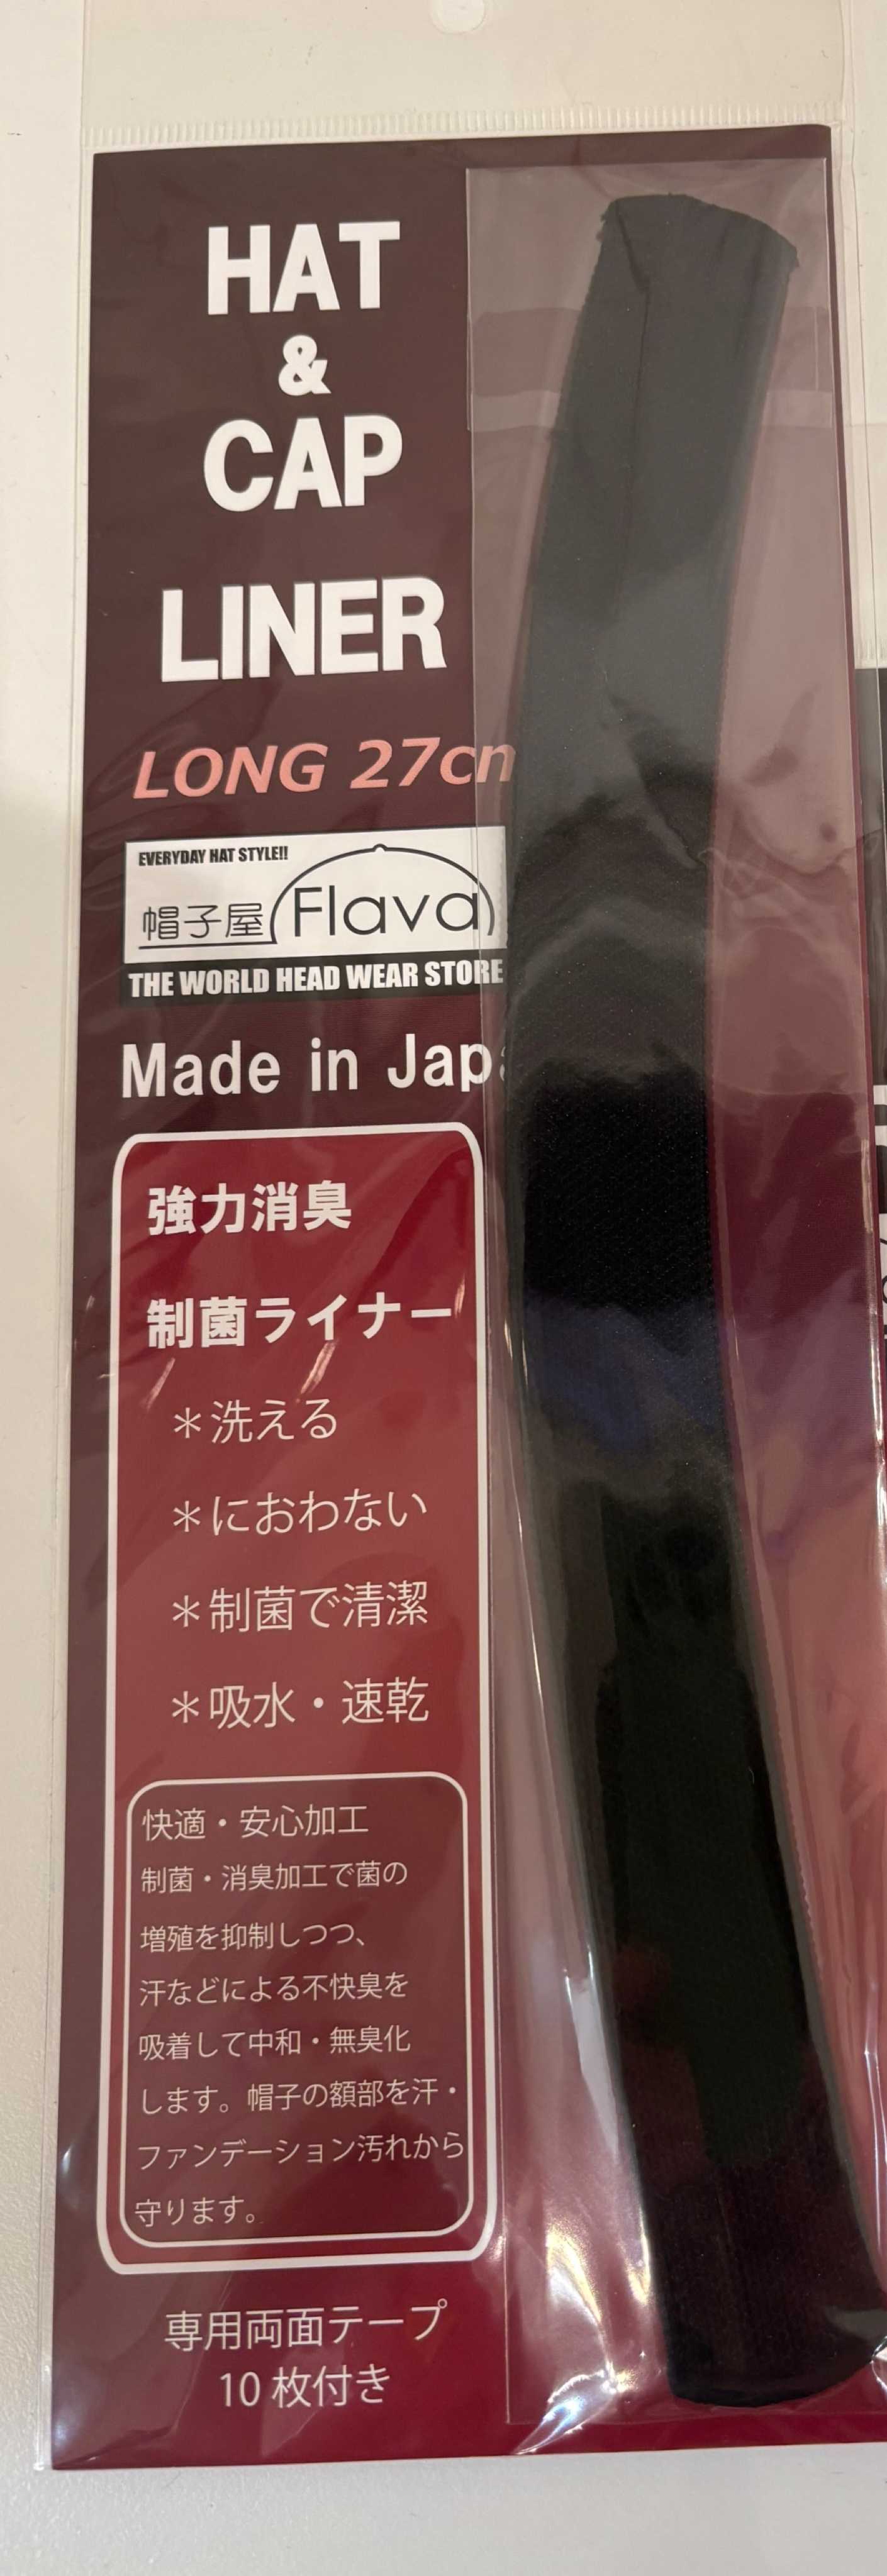 HAT
&
CAP
LINER
LONG 27cm
EVERYDAY HAT STYLE!!
帽子屋 Flava
THE WORLD HEAD WEAR STORE
Made in Japa
強力消臭
制菌ライナー
＊洗える
＊におわない
＊制菌で清潔
＊吸水・速乾
快適・安心加工
制菌・消臭加工で菌の
増殖を抑制しつつ、
汗などによる不快臭を
吸着して中和・無臭化
します。帽子の額部を汗・
ファンデーション汚れから
守ります。
専用両面テープ
10枚付き